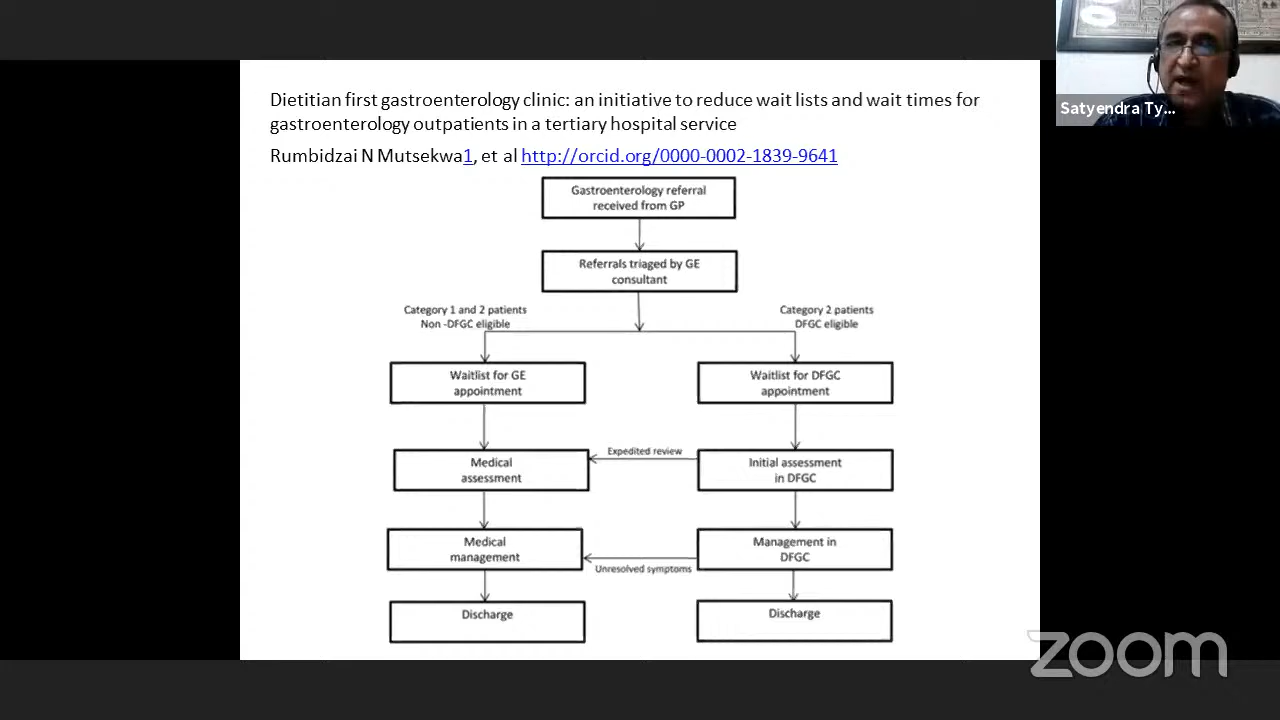 Dietitian first gastroenterology clinic: an initiative to reduce wait lists and wait times for
gastroenterology outpatients in a tertiary hospital service
Rumbidzai N Mutsekwa1, et al http://orcid.org/0000-0002-1839-9641
Satyendra Ty...
Gastroenterology referral
received from GP
Referrals triaged by GE
consultant
Category 1 and 2 patients
Non -DFGC eligible
Category 2 patients
DFGC eligible
Waitlist for GE
appointment
Waitlist for DFGC
appointment
Medical
assessment
Expedited review
Initial assessment
in DFGC
Medical
management
Unresolved symptoms
Management in
DFGC
Discharge
Discharge
zoom